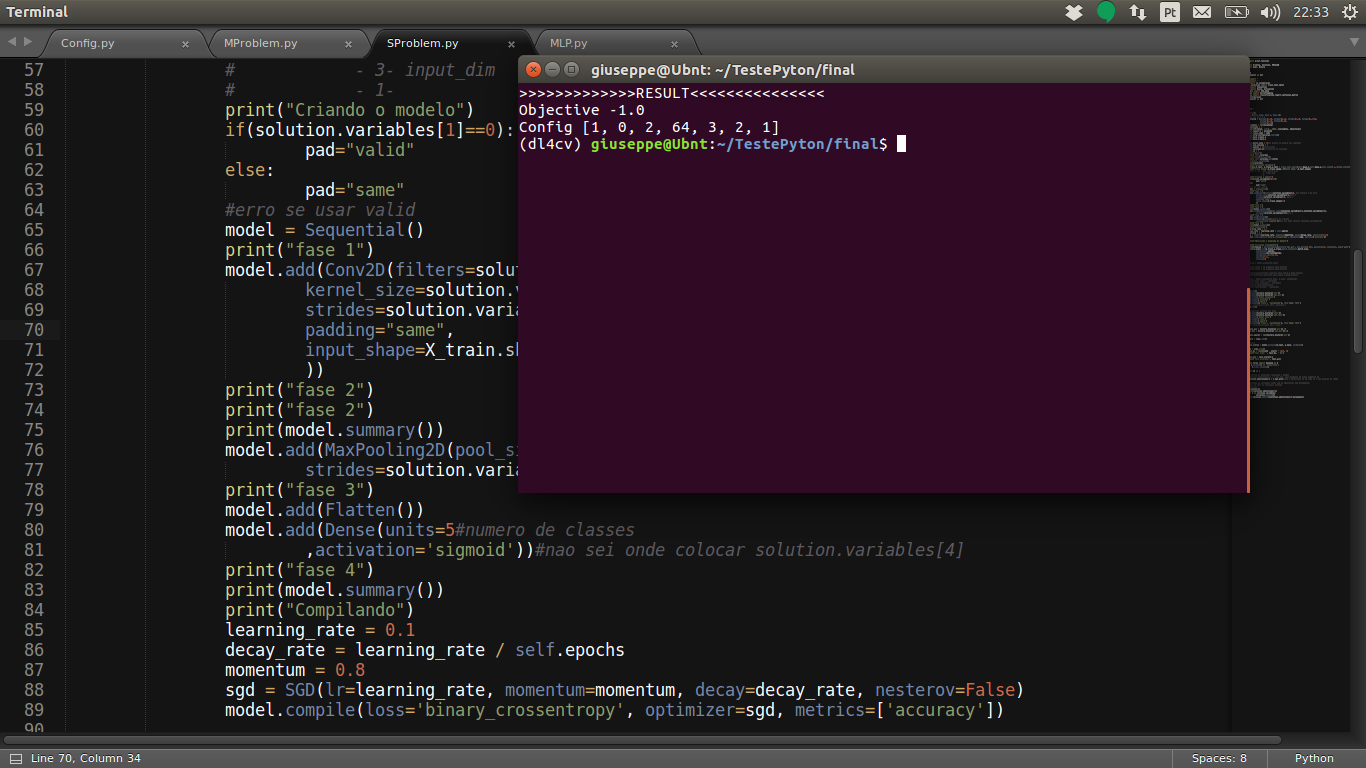 Terminal
Pt
22:33
Config.py ×
MProblem.py ×
SProblem.py ×
MLP.py ×
57 # - 3- input_dim
58 # - 1-
59 print("Criando o modelo")
60 if(solution.variables[1]==0):
61 pad="valid"
62 else:
63 pad="same"
64 #erro se usar valid
65 model = Sequential()
66 print("fase 1")
67 model.add(Conv2D(filters=solut
68 kernel_size=solution.v
69 strides=solution.varia
70 padding="same",
71 input_shape=X_train.sh
72 ))
73 print("fase 2")
74 print("fase 2")
75 print(model.summary())
76 model.add(MaxPooling2D(pool_si
77 strides=solution.varia
78 print("fase 3")
79 model.add(Flatten())
80 model.add(Dense(units=5#numero de classes
81 ,activation='sigmoid'))#nao sei onde colocar solution.variables[4]
82 print("fase 4")
83 print(model.summary())
84 print("Compilando")
85 learning_rate = 0.1
86 decay_rate = learning_rate / self.epochs
87 momentum = 0.8
88 sgd = SGD(lr=learning_rate, momentum=momentum, decay=decay_rate, nesterov=False)
89 model.compile(loss='binary_crossentropy', optimizer=sgd, metrics=['accuracy'])
90
giuseppe@Ubnt: ~/TestePyton/final
>>>>>>>>>>>>>RESULT<<<<<<<<<<<<<<<
Objective -1.0
Config [1, 0, 2, 64, 3, 2, 1]
(dl4cv) giuseppe@Ubnt:~/TestePyton/final$
Line 70, Column 34
Spaces: 8
Python